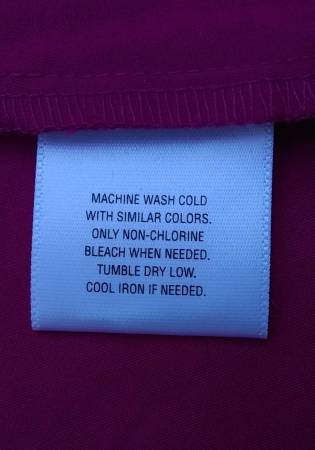 MACHINE WASH COLD
WITH SIMILAR COLORS.
ONLY NON-CHLORINE
BLEACH WHEN NEEDED.
TUMBLE DRY LOW.
COOL IRON IF NEEDED.